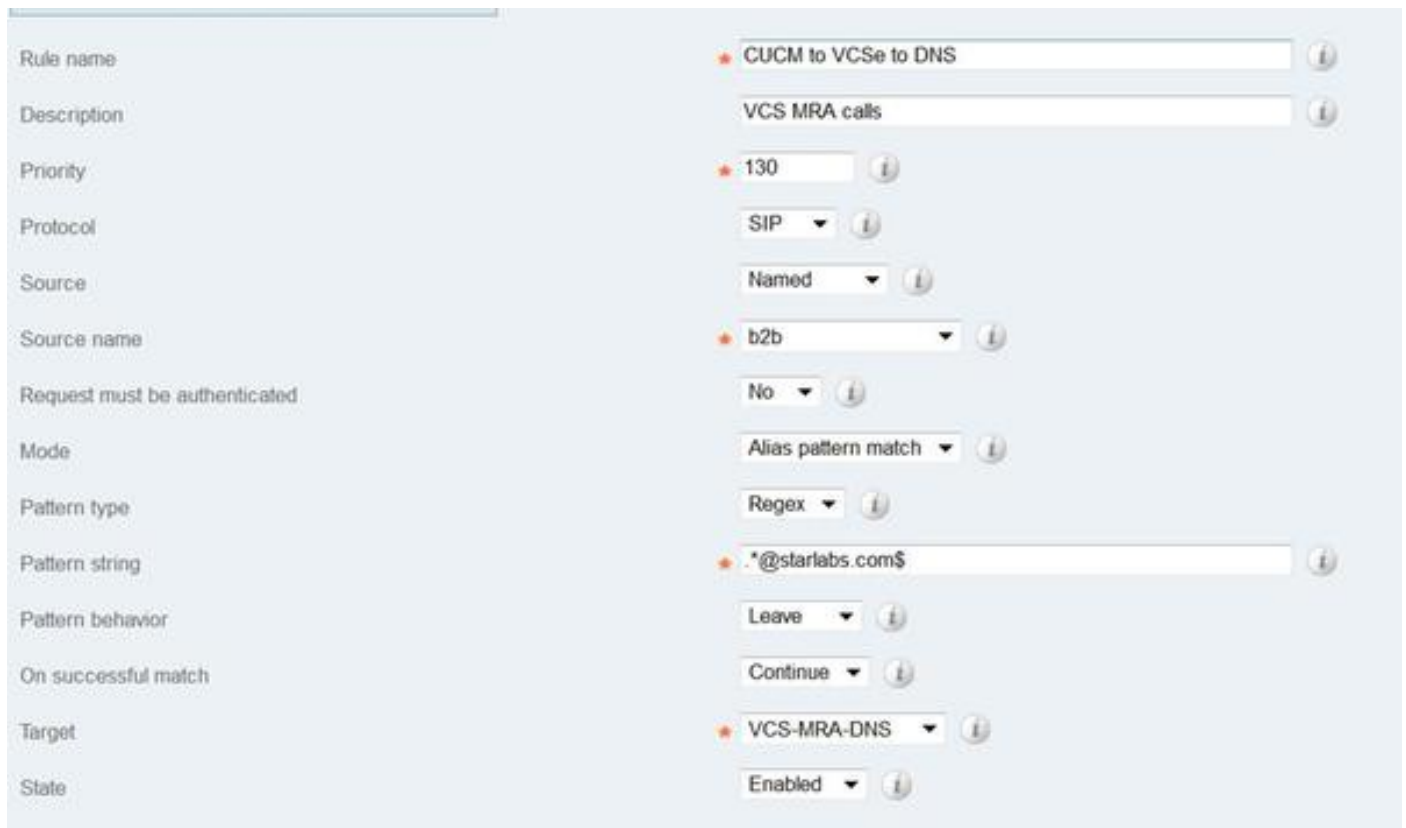 Rule name CUCM to VCSe to DNS
Description VCS MRA calls
Priority 130
Protocol SIP
Source Named
Source name b2b
Request must be authenticated No
Mode Alias pattern match
Pattern type Regex
Pattern string .*@starlabs.com$
Pattern behavior Leave
On successful match Continue
Target VCS-MRA-DNS
State Enabled